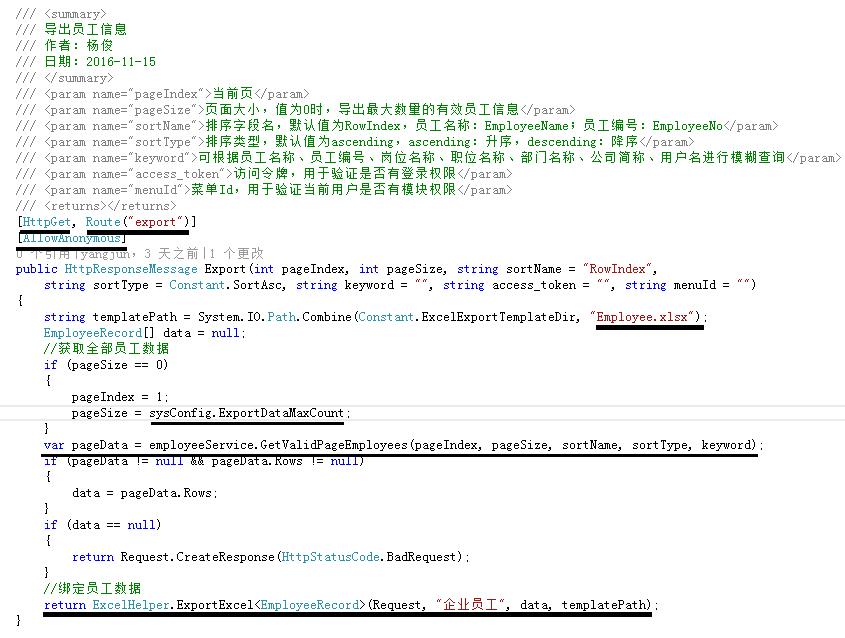 /// <summary>
/// 导出员工信息
/// 作者: 杨俊
/// 日期: 2016-11-15
/// </summary>
/// <param name="pageIndex">当前页</param>
/// <param name="pageSize">页面大小，值为0时，导出最大数量的有效员工信息</param>
/// <param name="sortName">排序字段名，默认值为RowIndex，员工名称: EmployeeName；员工编号: EmployeeNo</param>
/// <param name="sortType">排序类型，默认值为ascending，ascending: 升序，descending: 降序</param>
/// <param name="keyword">可根据员工名称、员工编号、岗位名称、职位名称、部门名称、公司简称、用户名进行模糊查询</param>
/// <param name="access_token">访问令牌，用于验证是否有登录权限</param>
/// <param name="menuId">菜单Id，用于验证当前用户是否有模块权限</param>
/// <returns></returns>
[HttpGet, Route("export")]
[AllowAnonymous]
0 个引用|yangjun，3 天之前|1 个更改
public HttpResponseMessage Export(int pageIndex, int pageSize, string sortName = "RowIndex",
string sortType = Constant.SortAsc, string keyword = "", string access_token = "", string menuId = "")
{
string templatePath = System.IO.Path.Combine(Constant.ExcelExportTemplateDir, "Employee.xlsx");
EmployeeRecord[] data = null;
//获取全部员工数据
if (pageSize == 0)
{
pageIndex = 1;
pageSize = sysConfig.ExportDataMaxCount;
}
var pageData = employeeService.GetValidPageEmployees(pageIndex, pageSize, sortName, sortType, keyword);
if (pageData != null && pageData.Rows != null)
{
data = pageData.Rows;
}
if (data == null)
{
return Request.CreateResponse(HttpStatusCode.BadRequest);
}
//绑定员工数据
return ExcelHelper.ExportExcel<EmployeeRecord>(Request, "企业员工", data, templatePath);
}